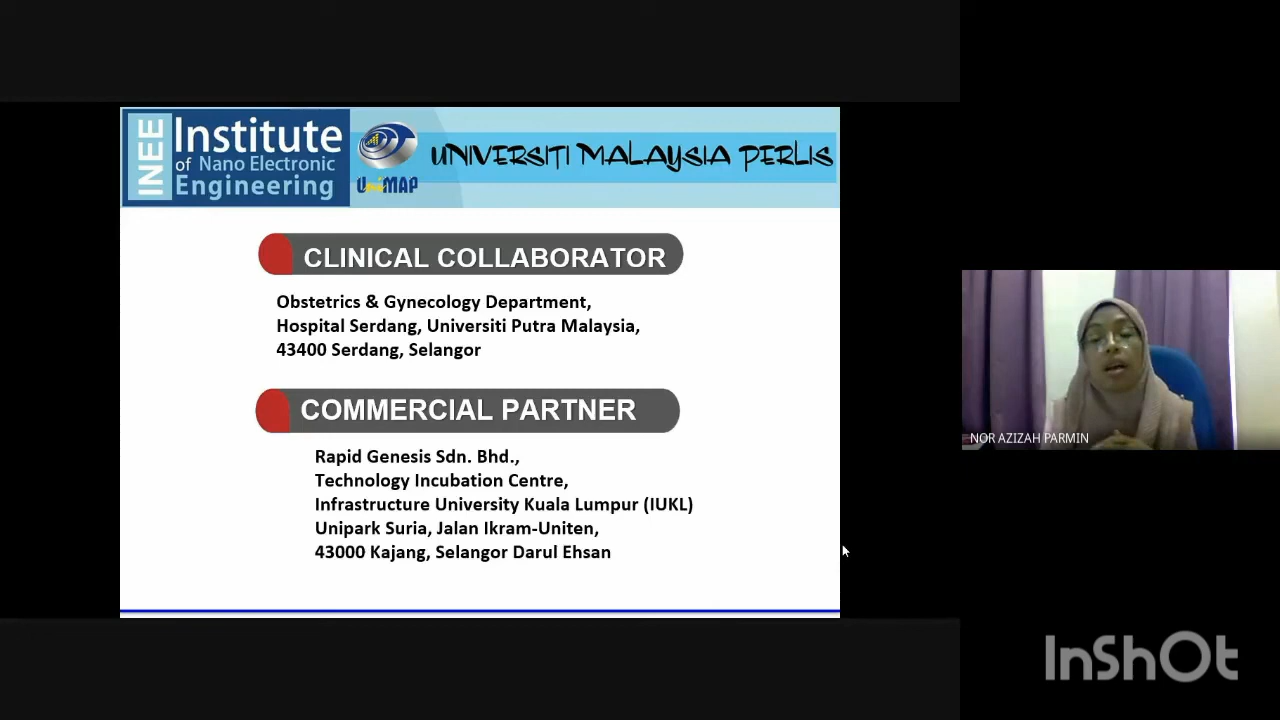 INEE
Institute
of Nano Electronic
Engineering
UniMAP
UNIVERSITI MALAYSIA PERLIS
CLINICAL COLLABORATOR
Obstetrics & Gynecology Department,
Hospital Serdang, Universiti Putra Malaysia,
43400 Serdang, Selangor
COMMERCIAL PARTNER
Rapid Genesis Sdn. Bhd.,
Technology Incubation Centre,
Infrastructure University Kuala Lumpur (IUKL)
Unipark Suria, Jalan Ikram-Uniten,
43000 Kajang, Selangor Darul Ehsan
NOR AZIZAH PARMIN
InShOt